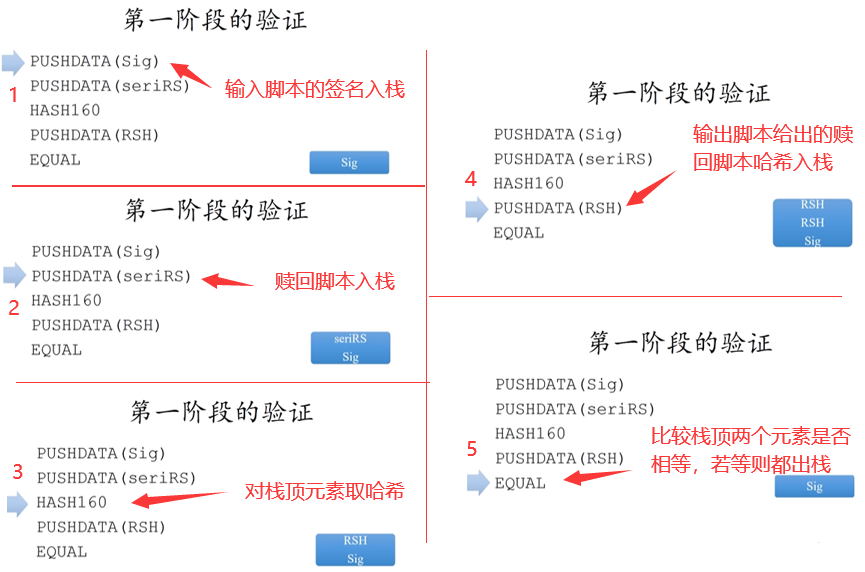 第一阶段的验证
PUSHDATA(Sig)
1
PUSHDATA(seriRS)
输入脚本的签名入栈
HASH160
PUSHDATA(RSH)
EQUAL
Sig
第一阶段的验证
PUSHDATA(Sig)
PUSHDATA(seriRS)
赎回脚本入栈
2
HASH160
PUSHDATA(RSH)
EQUAL
seriRS
Sig
第一阶段的验证
3
PUSHDATA(Sig)
PUSHDATA(seriRS)
HASH160
对栈顶元素取哈希
PUSHDATA(RSH)
EQUAL
RSH
Sig
第一阶段的验证
PUSHDATA(Sig)
PUSHDATA(seriRS)
输出脚本给出的赎
回脚本哈希入栈
4
HASH160
PUSHDATA(RSH)
EQUAL
RSH
RSH
Sig
第一阶段的验证
PUSHDATA(Sig)
PUSHDATA(seriRS)
5
HASH160
PUSHDATA(RSH)
比较栈顶两个元素是否
相等，若等则都出栈
EQUAL
Sig